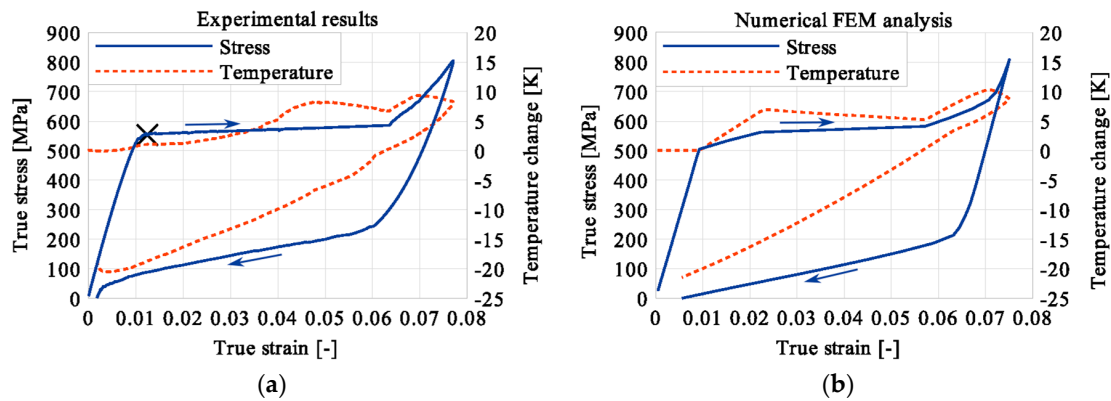 Experimental results
900
800
700
600
500
400
300
200
100
0
True stress [MPa]
Stress
Temperature
20
15
10
5
0
-5
-10
-15
-20
-25
Temperature change [K]
0 0.01 0.02 0.03 0.04 0.05 0.06 0.07 0.08
True strain [-]
(a)
Numerical FEM analysis
900
800
700
600
500
400
300
200
100
0
True stress [MPa]
Stress
Temperature
20
15
10
5
0
-5
-10
-15
-20
-25
Temperature change [K]
0 0.01 0.02 0.03 0.04 0.05 0.06 0.07 0.08
True strain [-]
(b)